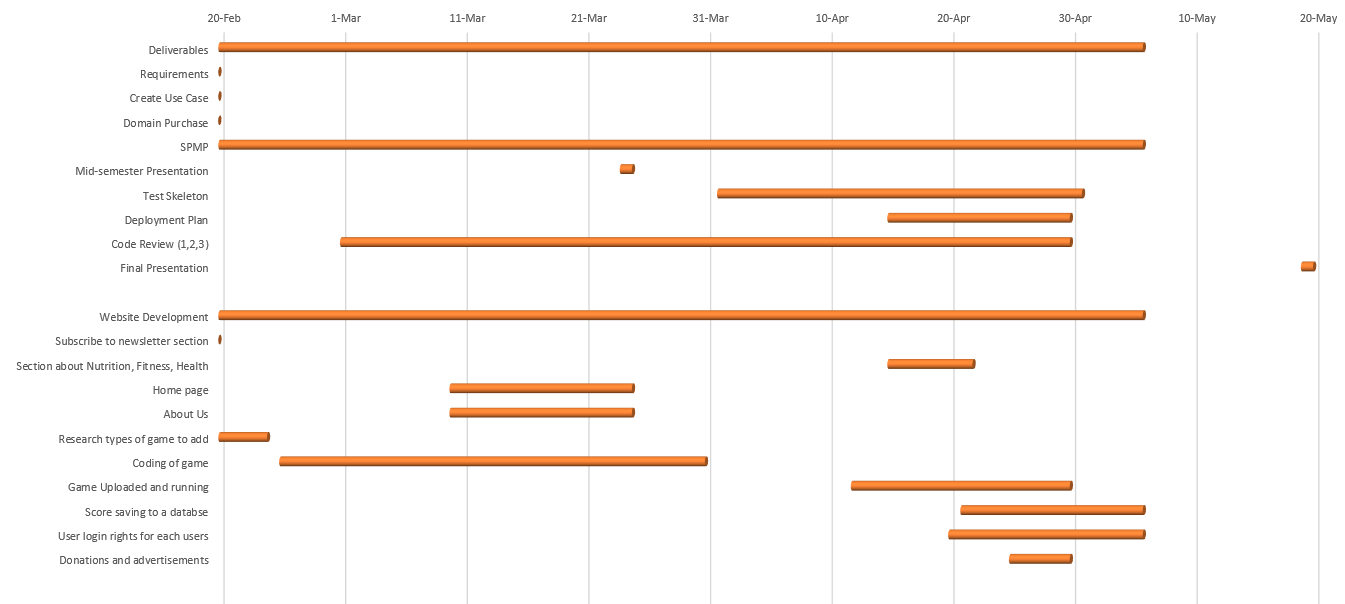 20-Feb 1-Mar 11-Mar 21-Mar 31-Mar 10-Apr 20-Apr 30-Apr 10-May 20-May
Deliverables
Requirements
Create Use Case
Domain Purchase
SPMP
Mid-semester Presentation
Test Skeleton
Deployment Plan
Code Review (1,2,3)
Final Presentation
Website Development
Subscribe to newsletter section
Section about Nutrition, Fitness, Health
Home page
About Us
Research types of game to add
Coding of game
Game Uploaded and running
Score saving to a databse
User login rights for each users
Donations and advertisements